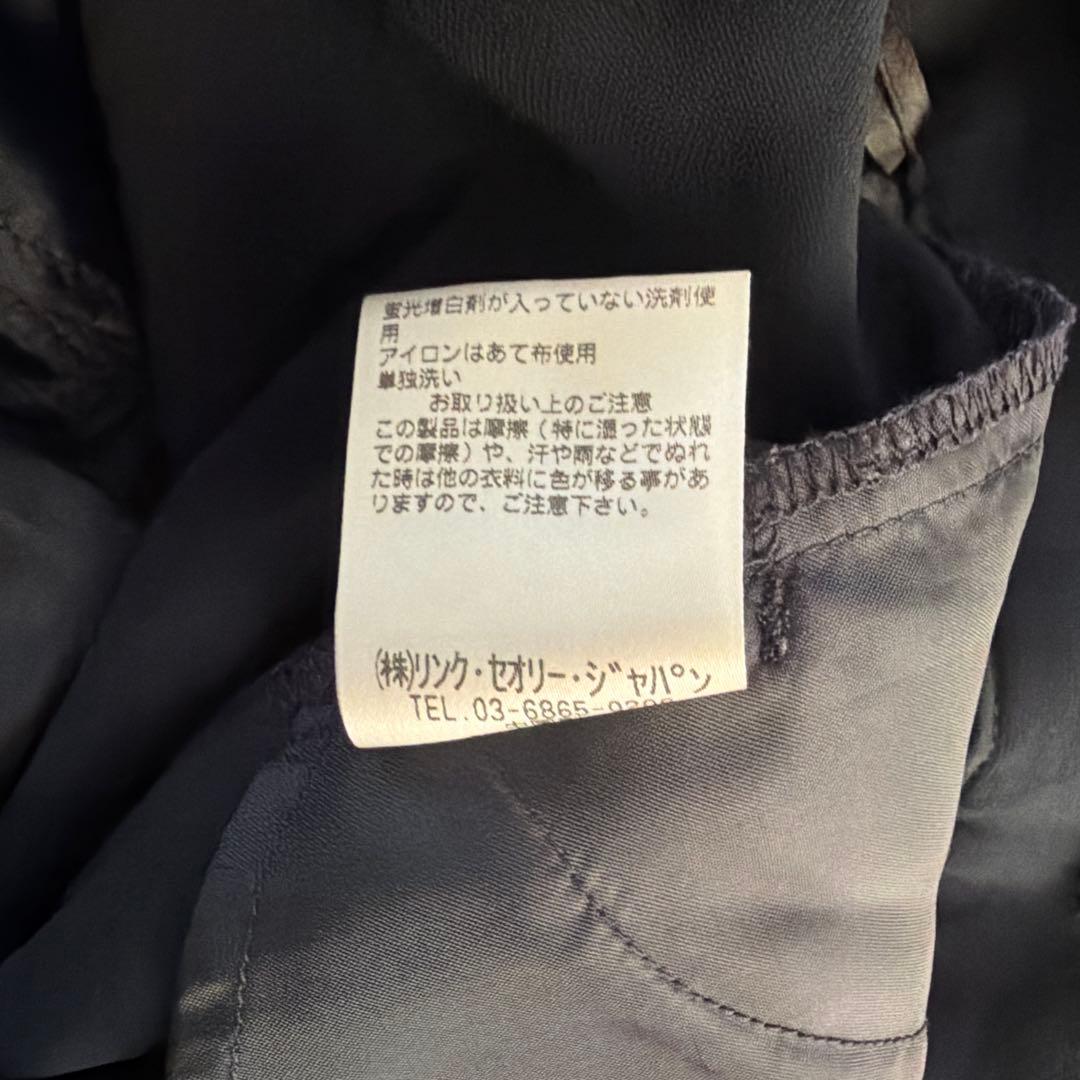 蛍光増白剤が入っていない洗剤使
用
アイロンはあて布使用
単独洗い
お取り扱い上のご注意
この製品は摩擦(特に湿った状態
での摩擦)や、汗や雨などでぬれ
た時は他の衣料に色が移る事があ
りますので、ご注意下さい。
(株)リンク・セオリー・ジャパン
TEL.03-6865-